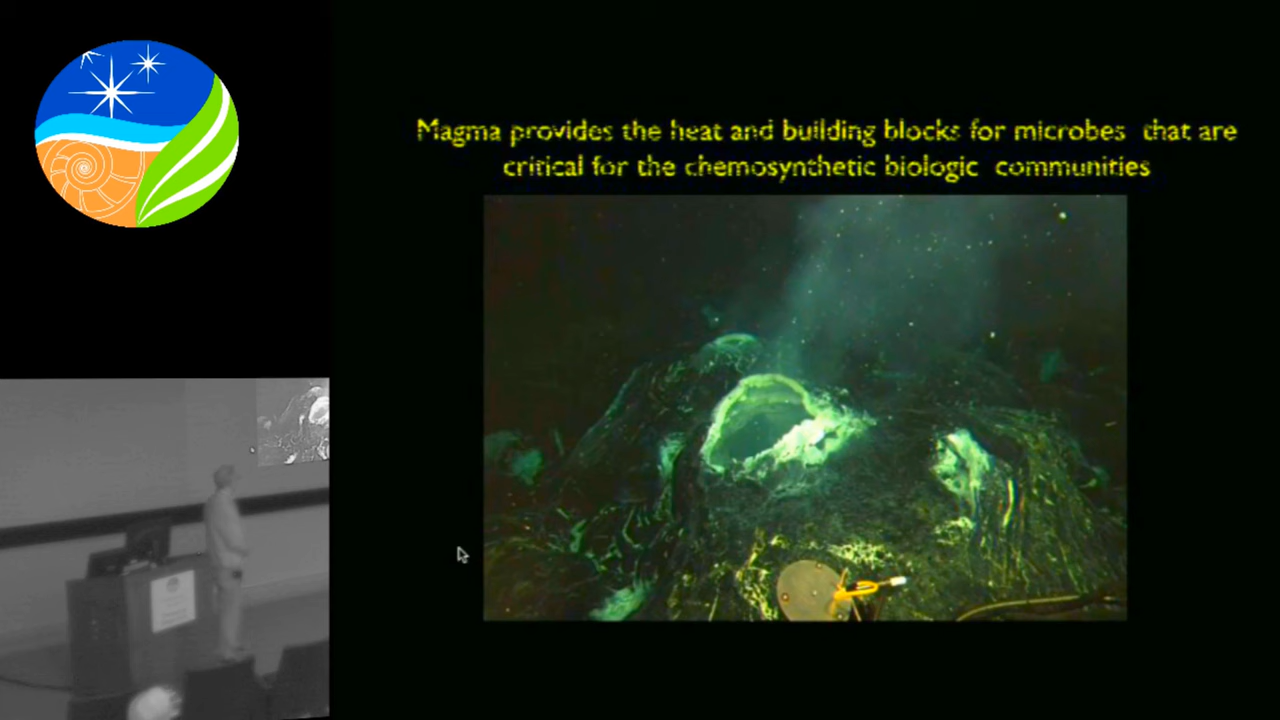 Magma provides the heat and building blocks for microbes that are
critical for the chemosynthetic biologic communities